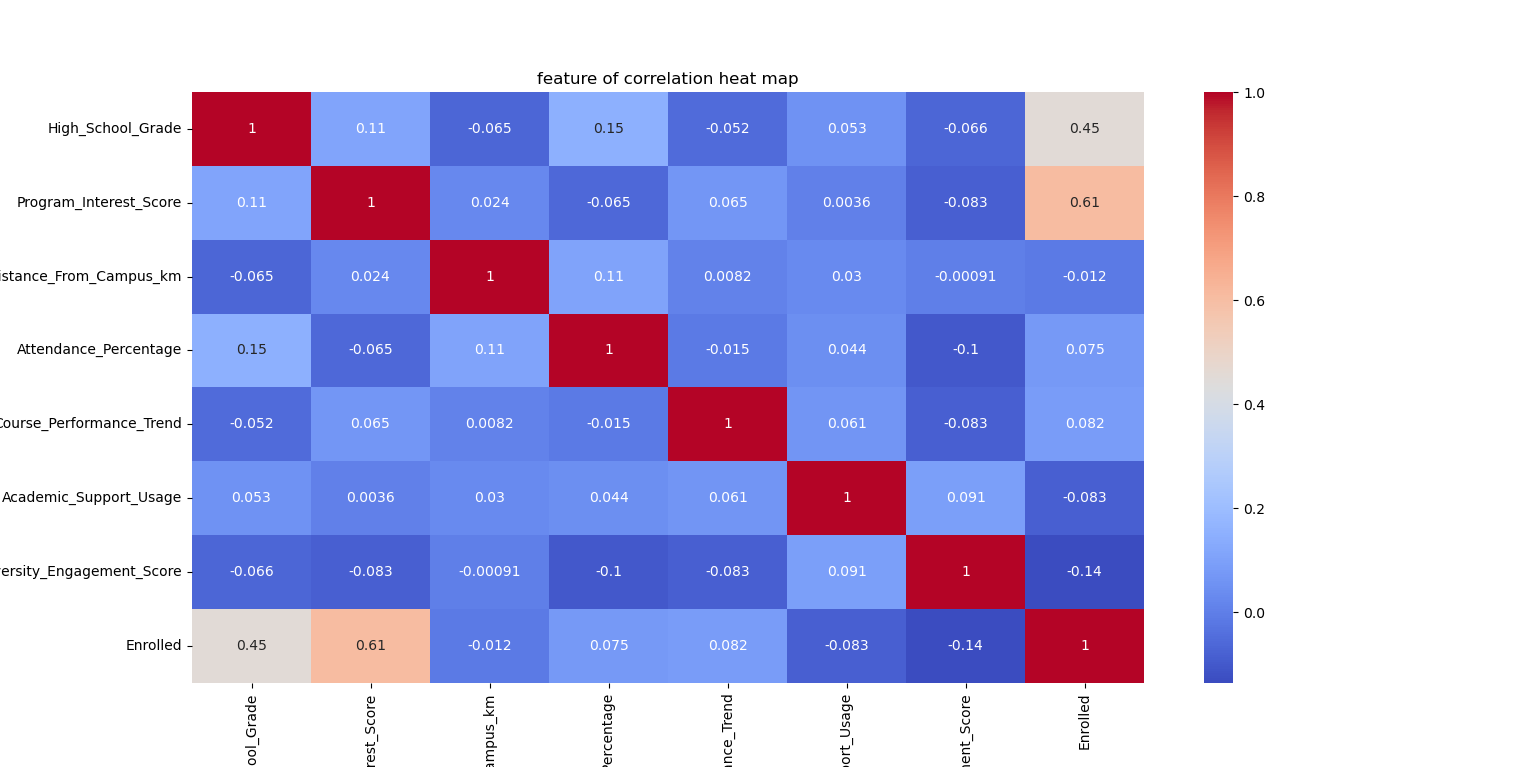 feature of correlation heat map
High_School_Grade 1 0.11 -0.065 0.15 -0.052 0.053 -0.066 0.45
Program_Interest_Score 0.11 1 0.024 -0.065 0.065 0.0036 -0.083 0.61
istance_From_Campus_km -0.065 0.024 1 0.11 0.0082 0.03 -0.00091 -0.012
Attendance_Percentage 0.15 -0.065 0.11 1 -0.015 0.044 -0.1 0.075
Course_Performance_Trend -0.052 0.065 0.0082 -0.015 1 0.061 -0.083 0.082
Academic_Support_Usage 0.053 0.0036 0.03 0.044 0.061 1 0.091 -0.083
ersity_Engagement_Score -0.066 -0.083 -0.00091 -0.1 -0.083 0.091 1 -0.14
Enrolled 0.45 0.61 -0.012 0.075 0.082 -0.083 -0.14 1
ool_Grade
rest_Score
ampus_km
Percentage
nce_Trend
ort_Usage
ent_Score
Enrolled
1.0
0.8
0.6
0.4
0.2
0.0